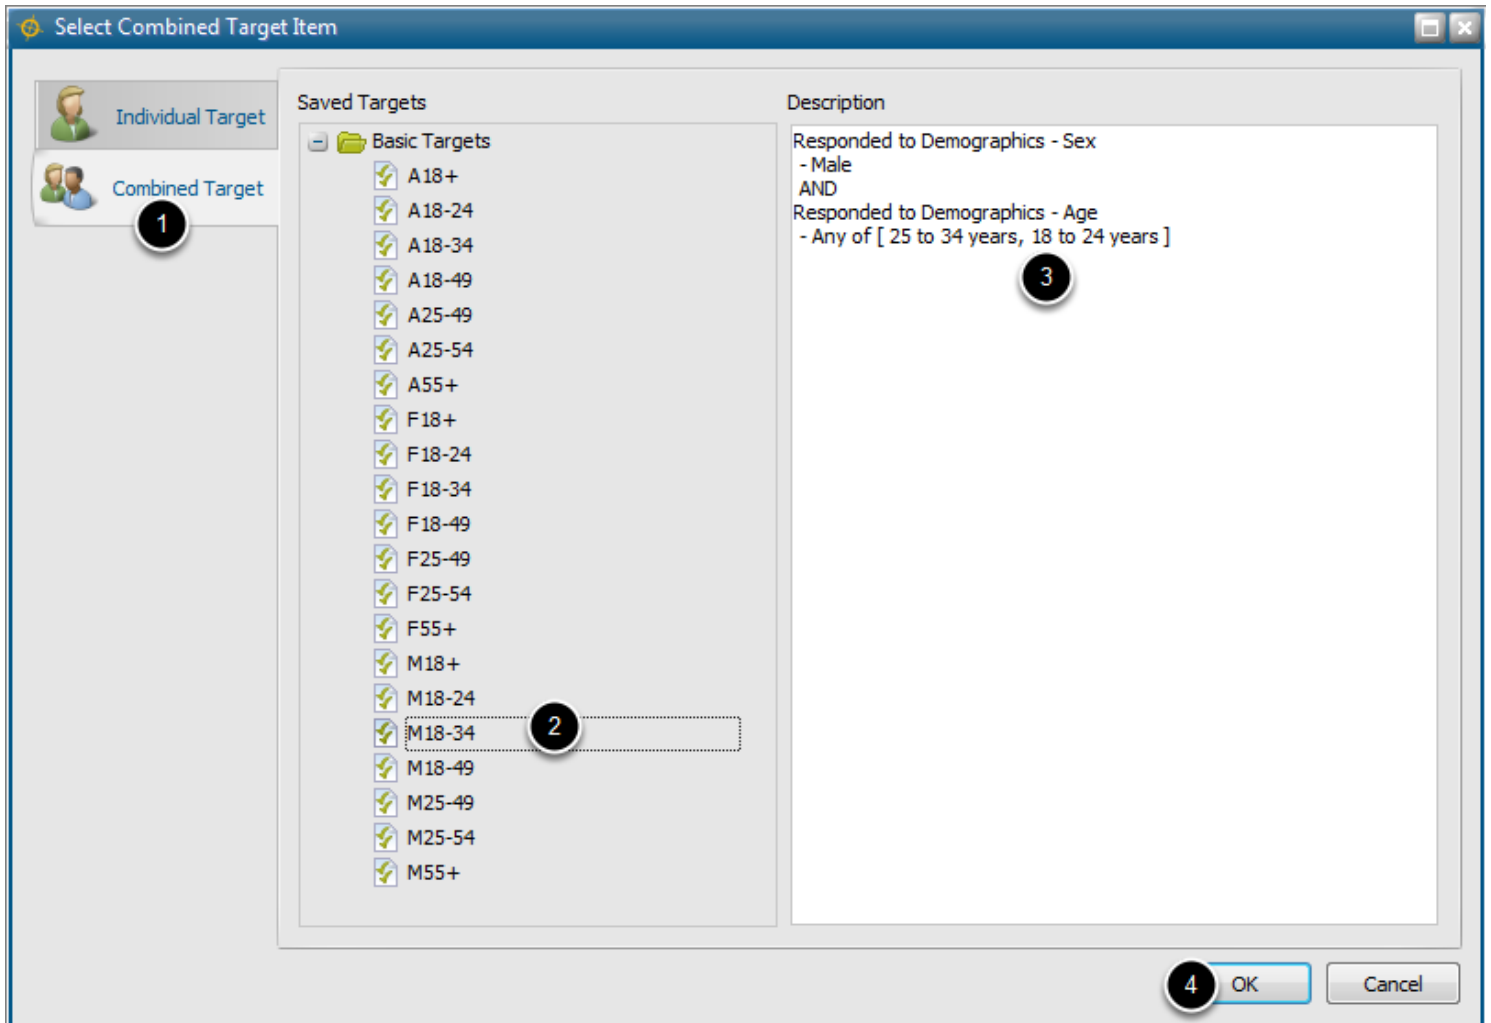 Select Combined Target Item
Individual Target
Combined Target
1
Saved Targets
Basic Targets
A18+
A18-24
A18-34
A18-49
A25-49
A25-54
A55+
F18+
F18-24
F18-34
F18-49
F25-49
F25-54
F55+
M18+
M18-24
M18-34
2
M18-49
M25-49
M25-54
M55+
Description
Responded to Demographics - Sex
- Male
AND
Responded to Demographics - Age
- Any of [ 25 to 34 years, 18 to 24 years ]
3
4
OK
Cancel